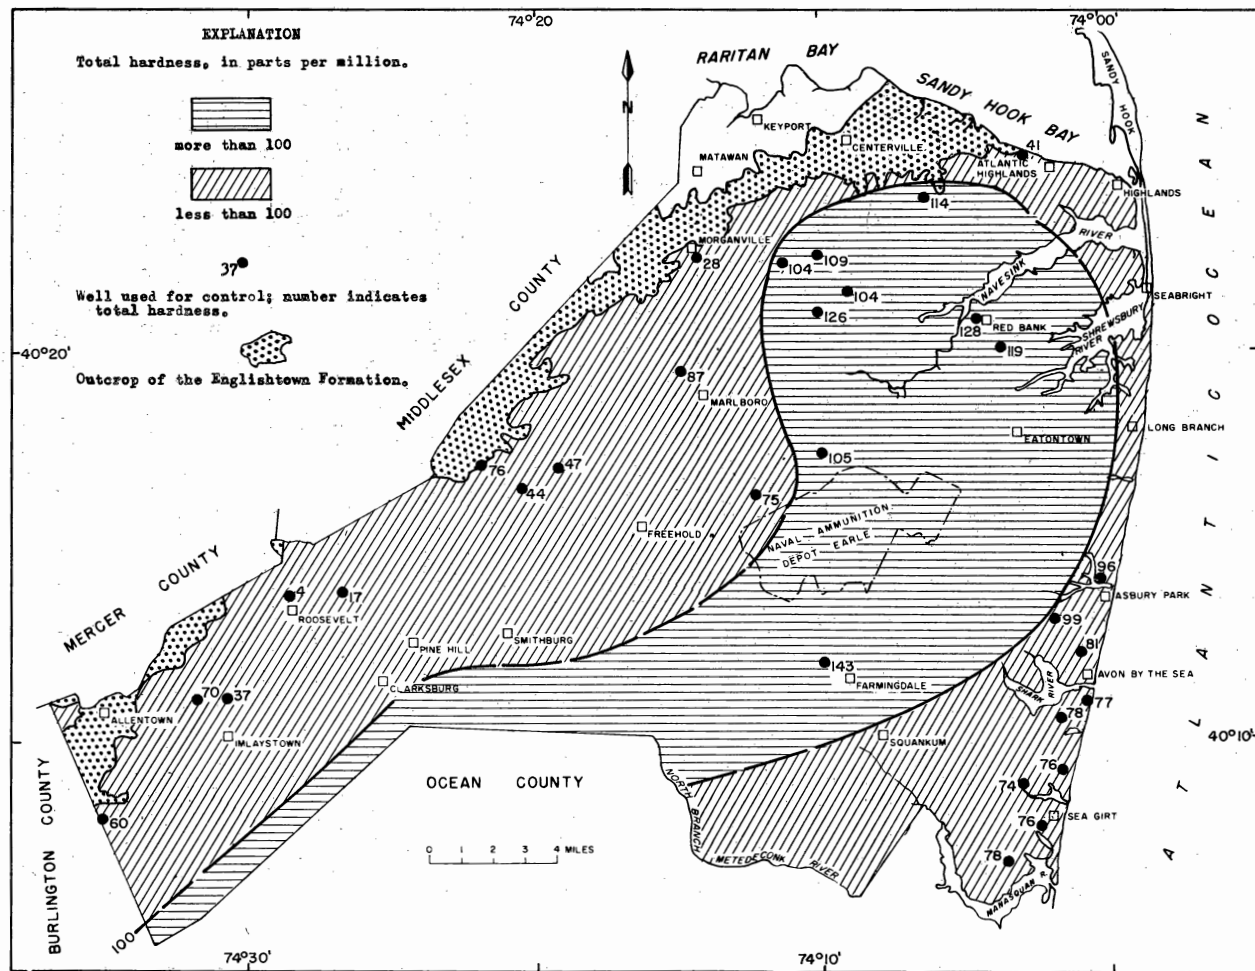 74°20'
74°00'
EXPLANATION
Total hardness, in parts per million.
more than 100
less than 100
37
Well used for control; number indicates
total hardness.
Outcrop of the Englishtown Formation.
N
RARITAN BAY
SANDY HOOK BAY
SANDY HOOK
KEYPORT
MATAWAN
CENTERVILLE
41
ATLANTIC
HIGHLANDS
HIGHLANDS
114
MORGANVILLE
28
104
109
104
126
NAVESINK RIVER
128
RED BANK
119
SEABRIGHT
SHREWSBURY
RIVER
40°20'
MIDDLESEX COUNTY
87
MARLBORO
EATONTOWN
LONG BRANCH
76
47
44
105
75
FREEHOLD
NAVAL AMMUNITION
DEPOT EARLE
ATLANTIC OCEAN
MERCER COUNTY
4
17
ROOSEVELT
96
ASBURY PARK
99
PINE HILL
SMITHBURG
81
143
FARMINGDALE
CLARKSBURG
AVON BY THE SEA
SHARK
RIVER
70
37
77
78
ALLENTOWN
IMLAYSTOWN
SQUANKUM
40°10'
OCEAN COUNTY
76
74
NORTH BRANCH
METEDECONK RIVER
SEA GIRT
76
60
78
MANASQUAN R.
BURLINGTON COUNTY
0 1 2 3 4 MILES
100
74°30'
74°10'